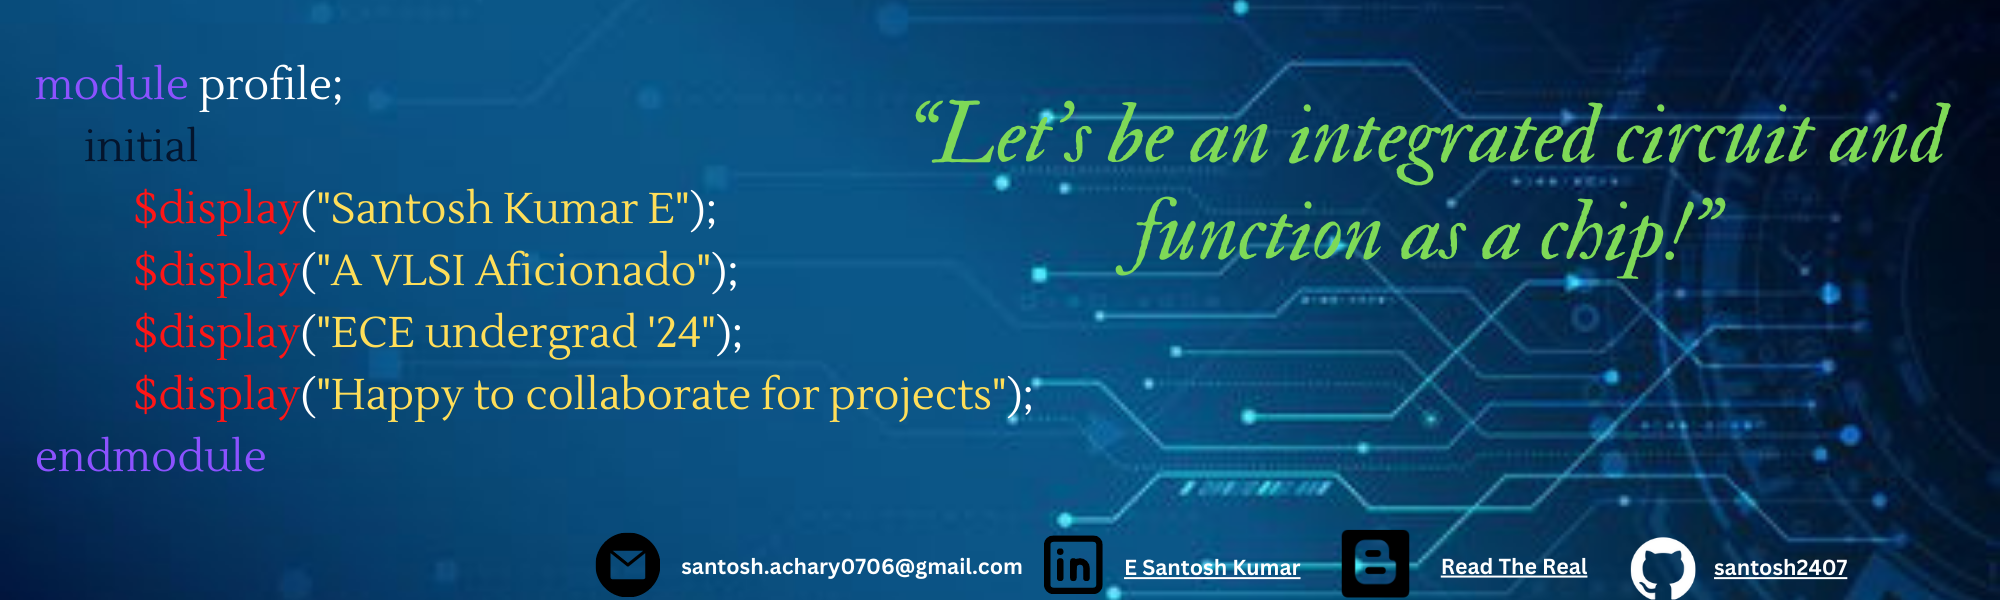 module profile;
initial
$display("Santosh Kumar E");
$display("A VLSI Aficionado");
$display("ECE undergrad '24");
$display("Happy to collaborate for projects");
endmodule
“Let’s be an integrated circuit and
function as a chip!”
santosh.achary0706@gmail.com
in
E Santosh Kumar
Read The Real
santosh2407